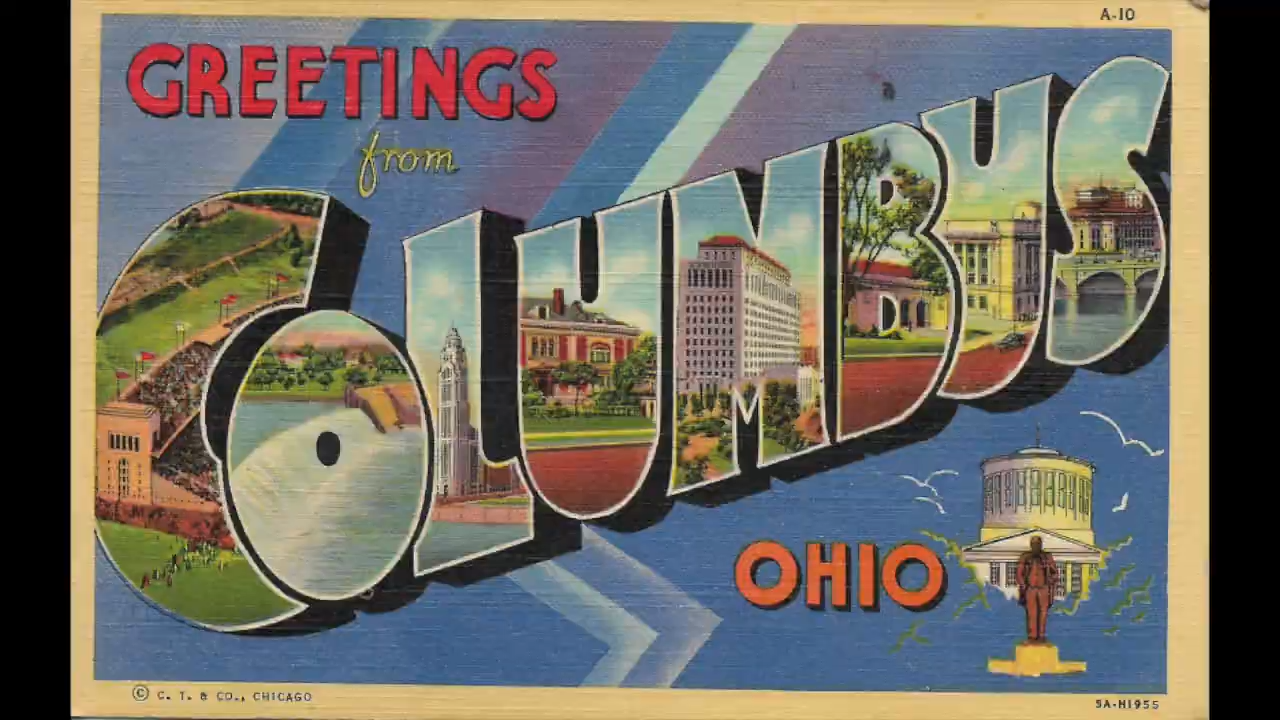 A-10
GREETINGS
from
COLUMBUS
OHIO
© C. T. & CO., CHICAGO
5A-H1955